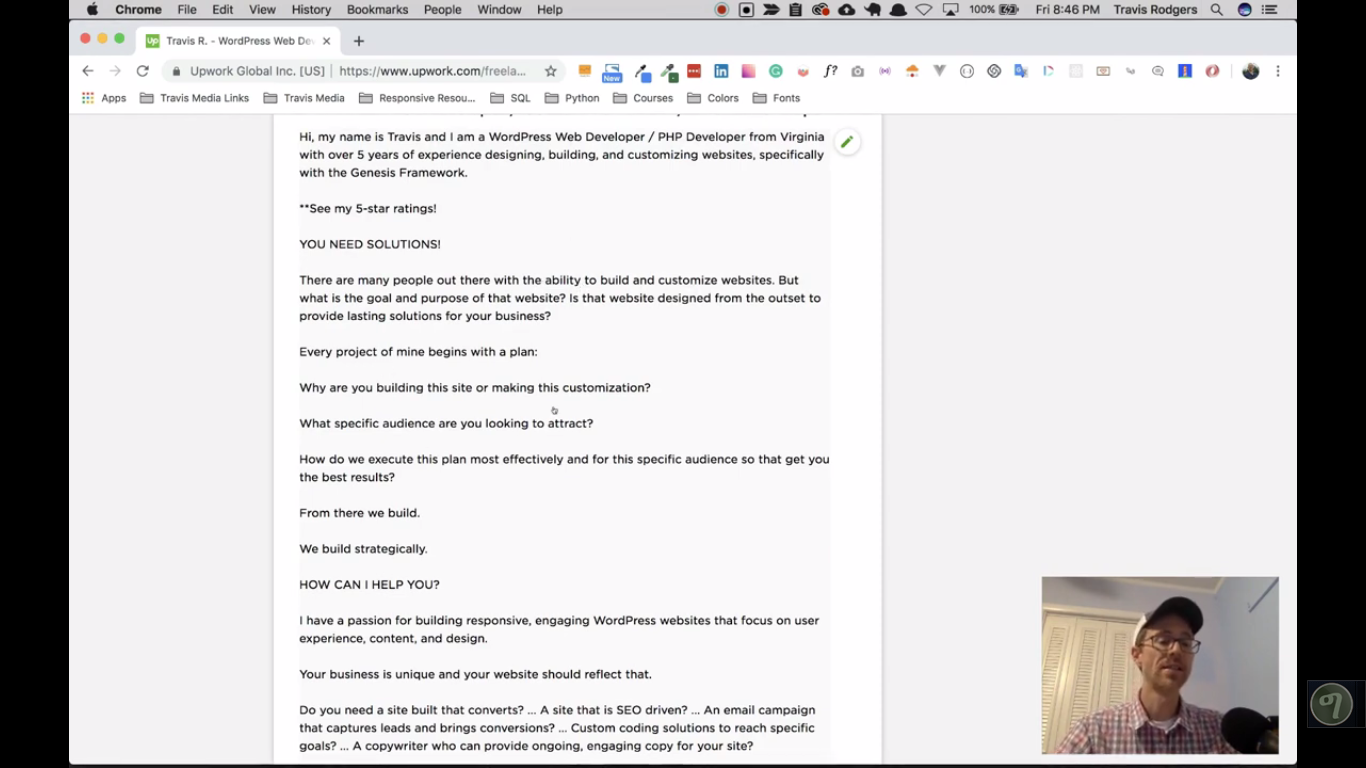 Chrome File Edit View History Bookmarks People Window Help 100% Fri 8:46 PM Travis Rodgers
Travis R. - WordPress Web De
Upwork Global Inc. [US] https://www.upwork.com/freela... New f?
Apps Travis Media Links Travis Media Responsive Resou... SQL Python Courses Colors Fonts
Hi, my name is Travis and I am a WordPress Web Developer / PHP Developer from Virginia
with over 5 years of experience designing, building, and customizing websites, specifically
with the Genesis Framework.
**See my 5-star ratings!
YOU NEED SOLUTIONS!
There are many people out there with the ability to build and customize websites. But
what is the goal and purpose of that website? Is that website designed from the outset to
provide lasting solutions for your business?
Every project of mine begins with a plan:
Why are you building this site or making this customization?
What specific audience are you looking to attract?
How do we execute this plan most effectively and for this specific audience so that get you
the best results?
From there we build.
We build strategically.
HOW CAN I HELP YOU?
I have a passion for building responsive, engaging WordPress websites that focus on user
experience, content, and design.
Your business is unique and your website should reflect that.
Do you need a site built that converts? ... A site that is SEO driven? ... An email campaign
that captures leads and brings conversions? ... Custom coding solutions to reach specific
goals? ... A copywriter who can provide ongoing, engaging copy for your site?